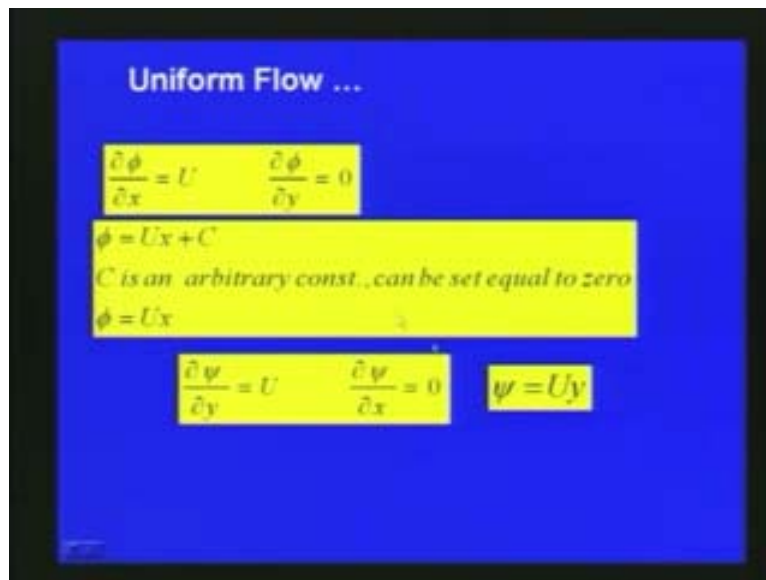 Uniform Flow ...
∂φ/∂x = U    ∂φ/∂y = 0
φ = Ux + C
C is an arbitrary const., can be set equal to zero
φ = Ux
∂ψ/∂y = U    ∂ψ/∂x = 0    ψ = Uy